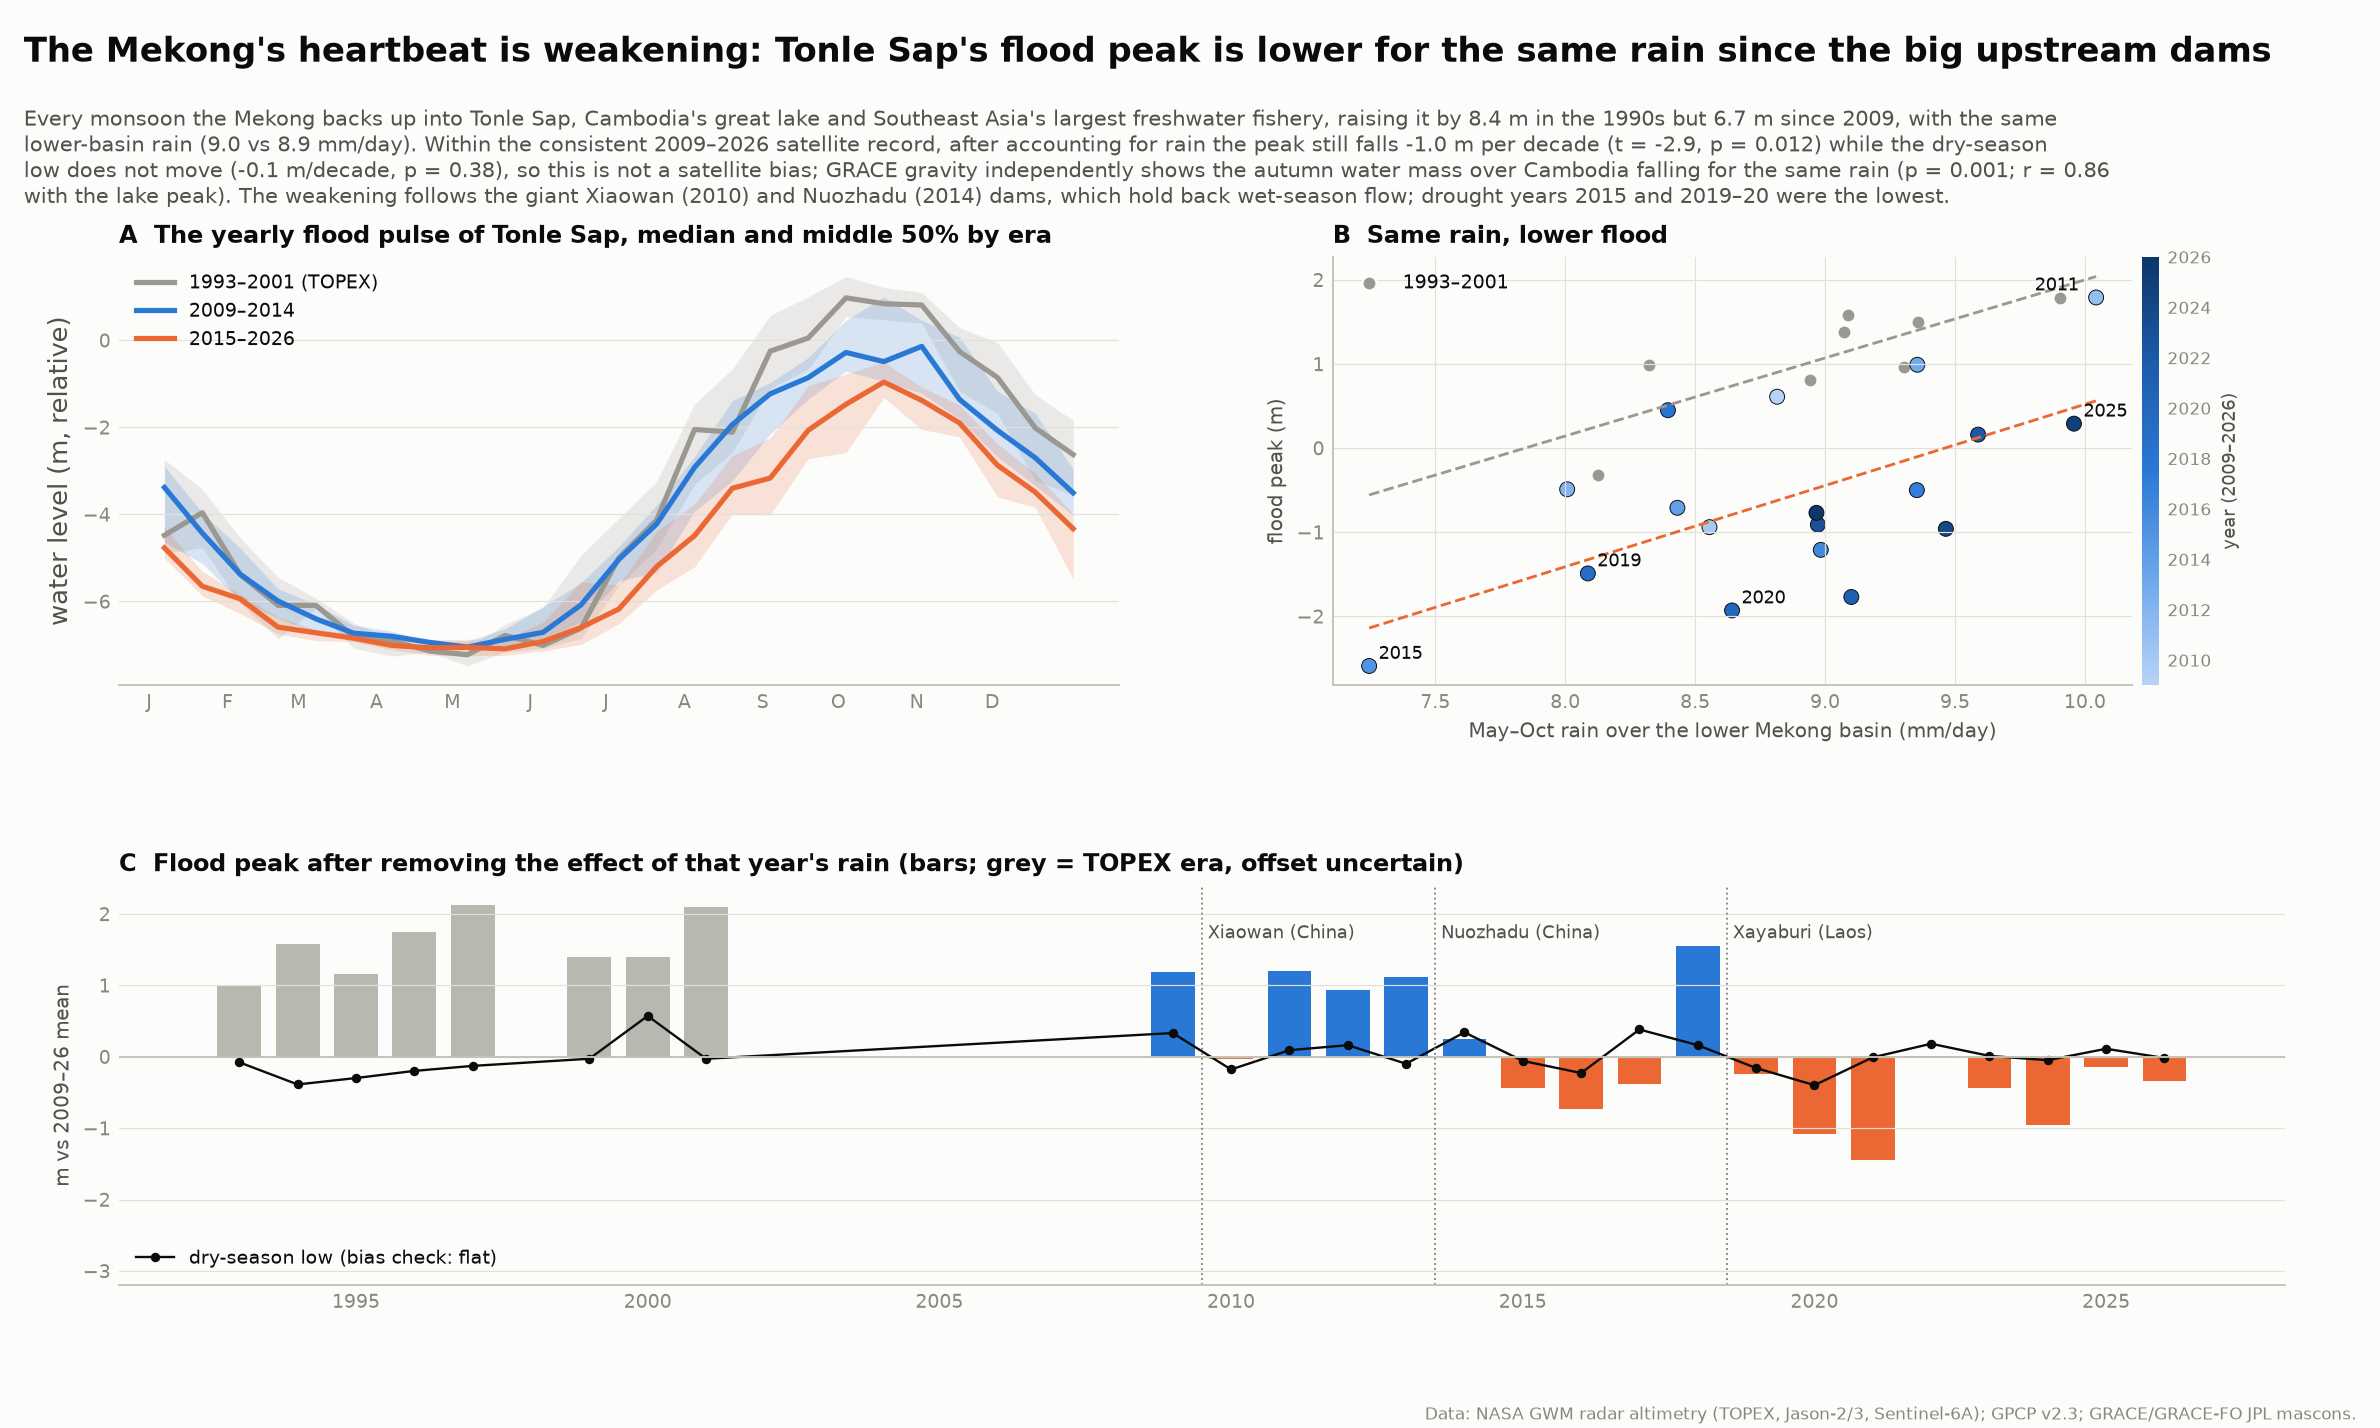 The Mekong's heartbeat is weakening: Tonle Sap's flood peak is lower for the same rain since the big upstream dams
Every monsoon the Mekong backs up into Tonle Sap, Cambodia's great lake and Southeast Asia's largest freshwater fishery, raising it by 8.4 m in the 1990s but 6.7 m since 2009, with the same
lower-basin rain (9.0 vs 8.9 mm/day). Within the consistent 2009–2026 satellite record, after accounting for rain the peak still falls -1.0 m per decade (t = -2.9, p = 0.012) while the dry-season
low does not move (-0.1 m/decade, p = 0.38), so this is not a satellite bias; GRACE gravity independently shows the autumn water mass over Cambodia falling for the same rain (p = 0.001; r = 0.86
with the lake peak). The weakening follows the giant Xiaowan (2010) and Nuozhadu (2014) dams, which hold back wet-season flow; drought years 2015 and 2019–20 were the lowest.
A The yearly flood pulse of Tonle Sap, median and middle 50% by era
1993–2001 (TOPEX)
2009–2014
2015–2026
water level (m, relative)
0
−2
−4
−6
J F M A M J J A S O N D
B Same rain, lower flood
1993–2001
2011
2025
2019
2020
2015
flood peak (m)
2
1
0
−1
−2
7.5 8.0 8.5 9.0 9.5 10.0
May–Oct rain over the lower Mekong basin (mm/day)
2026
2024
2022
2020
2018
2016
2014
2012
2010
year (2009–2026)
C Flood peak after removing the effect of that year's rain (bars; grey = TOPEX era, offset uncertain)
Xiaowan (China)
Nuozhadu (China)
Xayaburi (Laos)
m vs 2009–26 mean
2
1
0
−1
−2
−3
dry-season low (bias check: flat)
1995 2000 2005 2010 2015 2020 2025
Data: NASA GWM radar altimetry (TOPEX, Jason-2/3, Sentinel-6A); GPCP v2.3; GRACE/GRACE-FO JPL mascons.